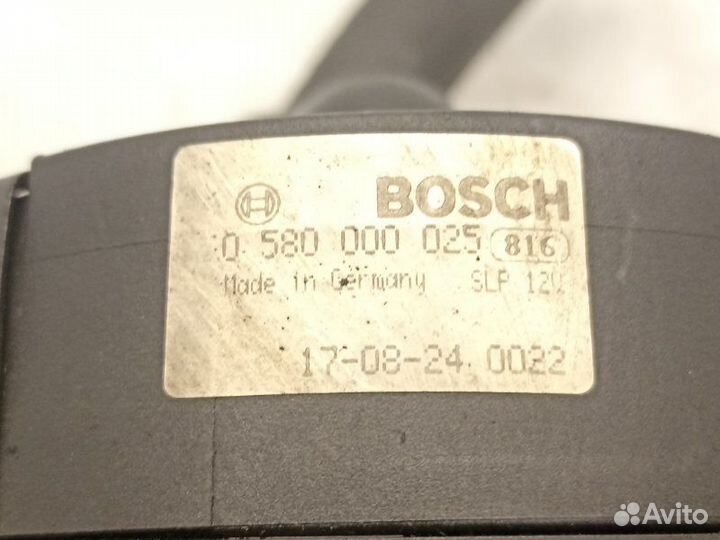 BOSCH
0 580 000 025 816
Made in Germany SLP 12V
17-08-24 0022
Avito